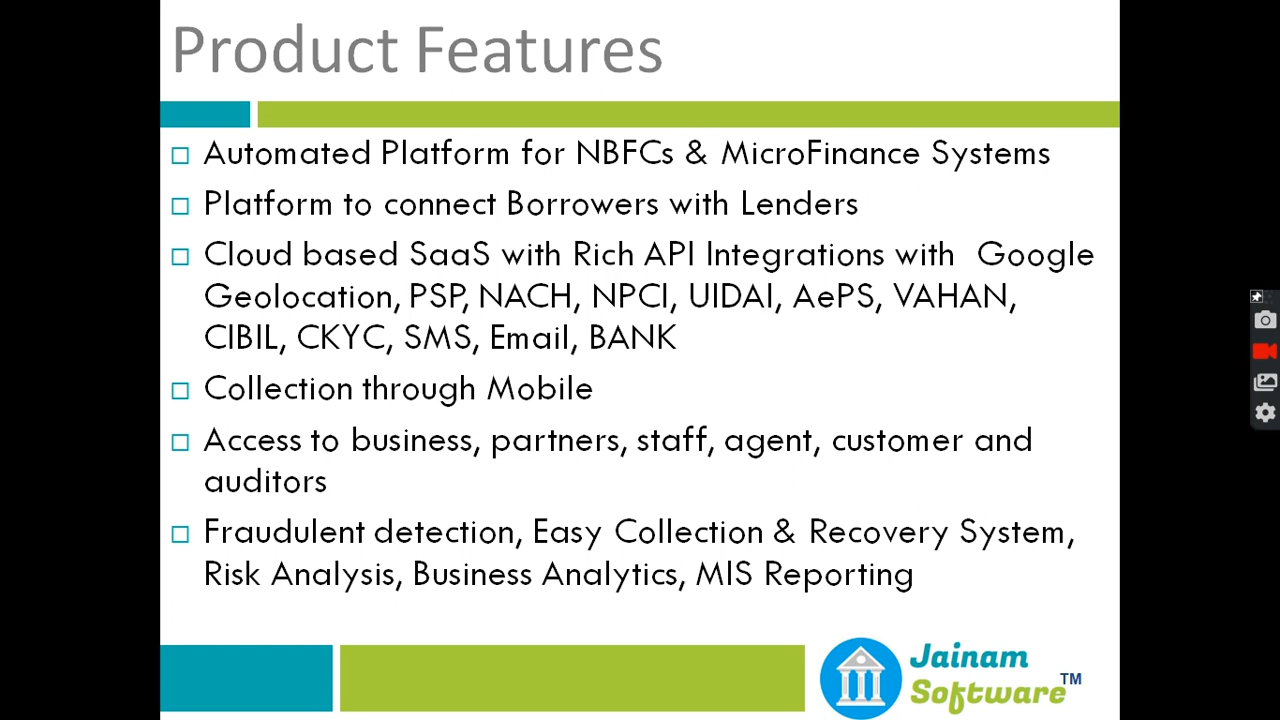 Product Features
Automated Platform for NBFCs & MicroFinance Systems
Platform to connect Borrowers with Lenders
Cloud based SaaS with Rich API Integrations with Google
Geolocation, PSP, NACH, NPCI, UIDAI, AePS, VAHAN,
CIBIL, CKYC, SMS, Email, BANK
Collection through Mobile
Access to business, partners, staff, agent, customer and
auditors
Fraudulent detection, Easy Collection & Recovery System,
Risk Analysis, Business Analytics, MIS Reporting
Jainam
Software™